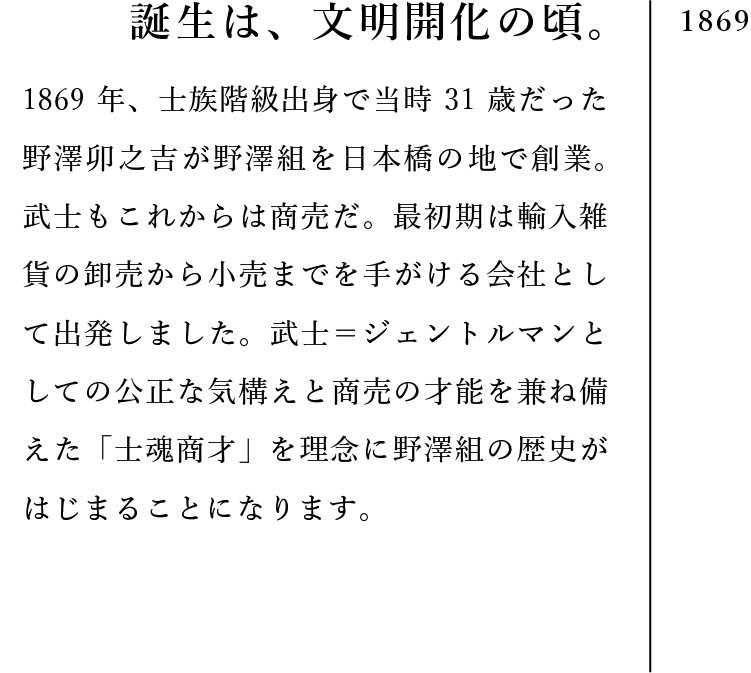 誕生は、文明開化の頃。
1869
1869 年、士族階級出身で当時 31 歳だった
野澤卯之吉が野澤組を日本橋の地で創業。
武士もこれからは商売だ。最初期は輸入雑
貨の卸売から小売までを手がける会社とし
て出発しました。武士＝ジェントルマンと
しての公正な気構えと商売の才能を兼ね備
えた「士魂商才」を理念に野澤組の歴史が
はじまることになります。